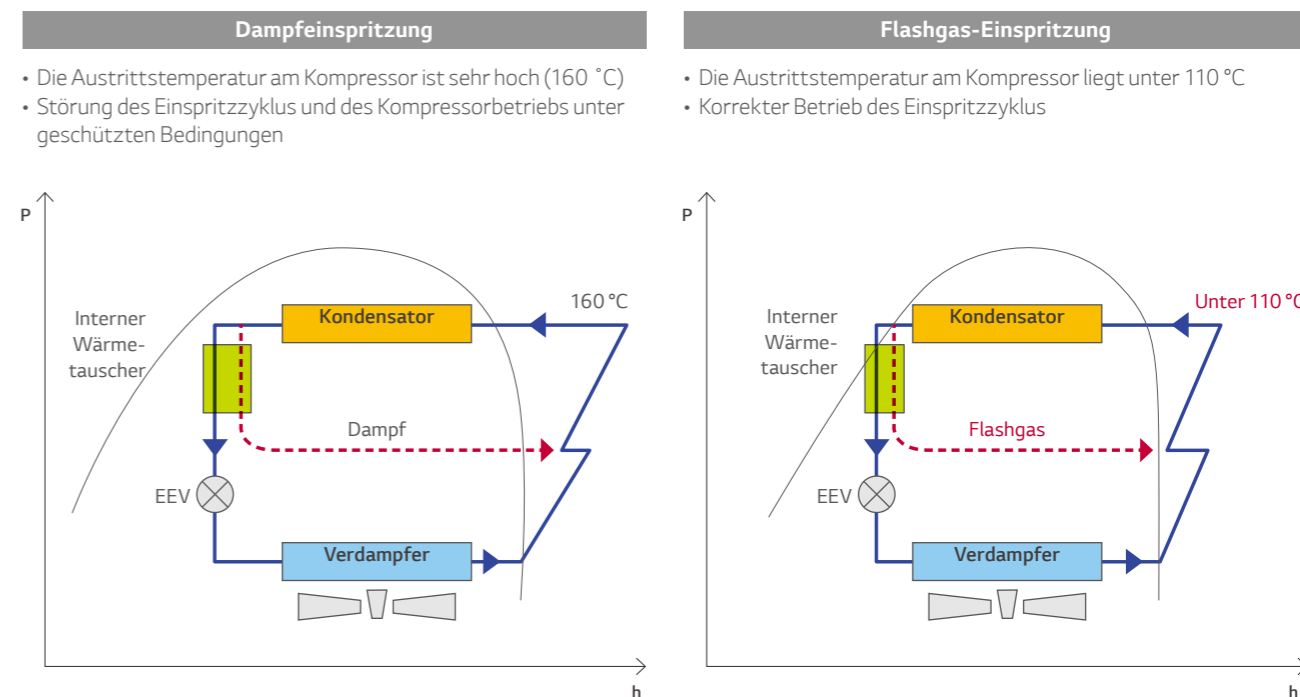 Dampfeinspritzung
• Die Austrittstemperatur am Kompressor ist sehr hoch (160 ˚C)
• Störung des Einspritzzyklus und des Kompressorbetriebs unter
geschützten Bedingungen
P
160 °C
Interner
Wärme-
tauscher
Kondensator
Dampf
EEV
Verdampfer
h
Flashgas-Einspritzung
• Die Austrittstemperatur am Kompressor liegt unter 110 °C
• Korrekter Betrieb des Einspritzzyklus
P
Unter 110 °C
Interner
Wärme-
tauscher
Kondensator
Flashgas
EEV
Verdampfer
h